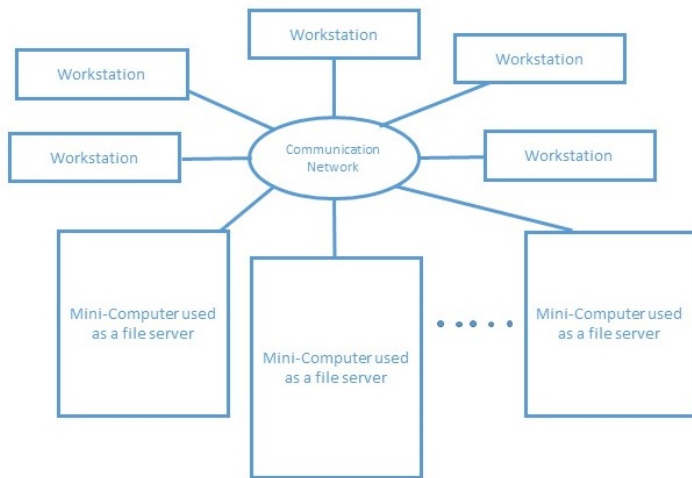 Workstation
Workstation
Workstation
Workstation
Communication
Network
Workstation
Mini-Computer used
as a file server
Mini-Computer used
as a file server
Mini-Computer used
as a file server